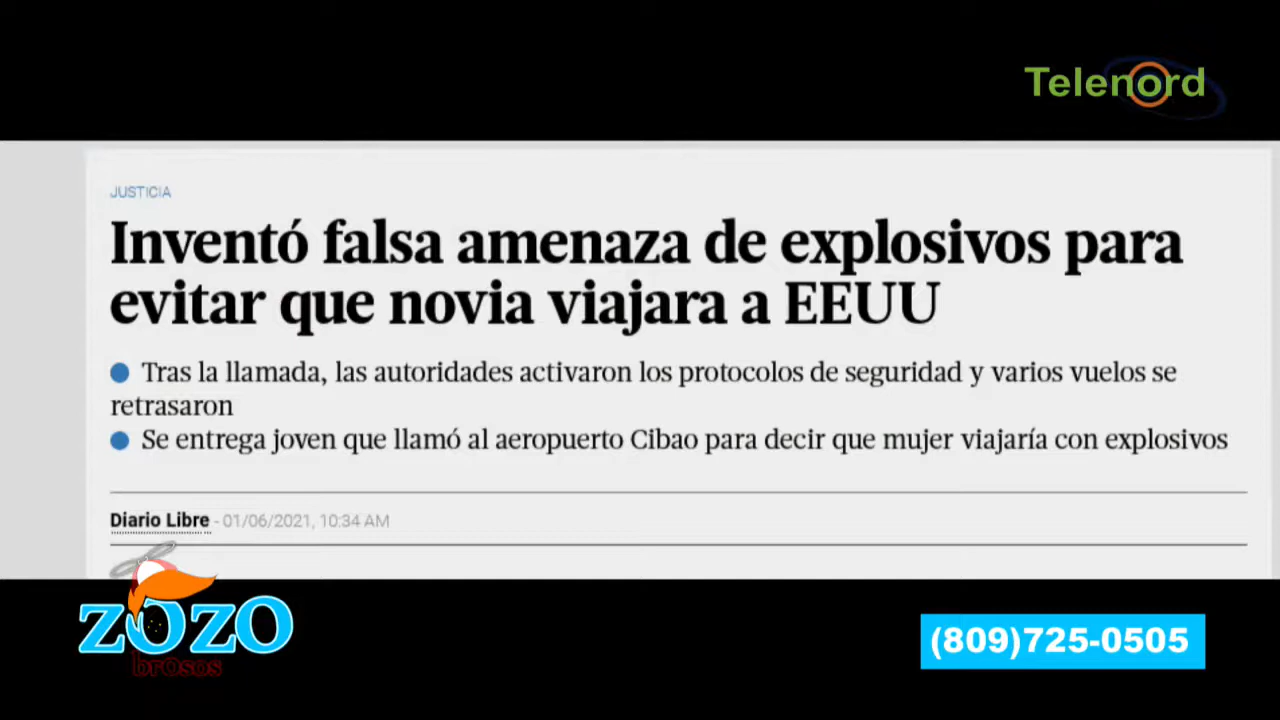 Telenord
JUSTICIA
Inventó falsa amenaza de explosivos para
evitar que novia viajara a EEUU
Tras la llamada, las autoridades activaron los protocolos de seguridad y varios vuelos se
retrasaron
Se entrega joven que llamó al aeropuerto Cibao para decir que mujer viajaría con explosivos
Diario Libre - 01/06/2021, 10:34 AM
zOzO
brOsos
(809)725-0505